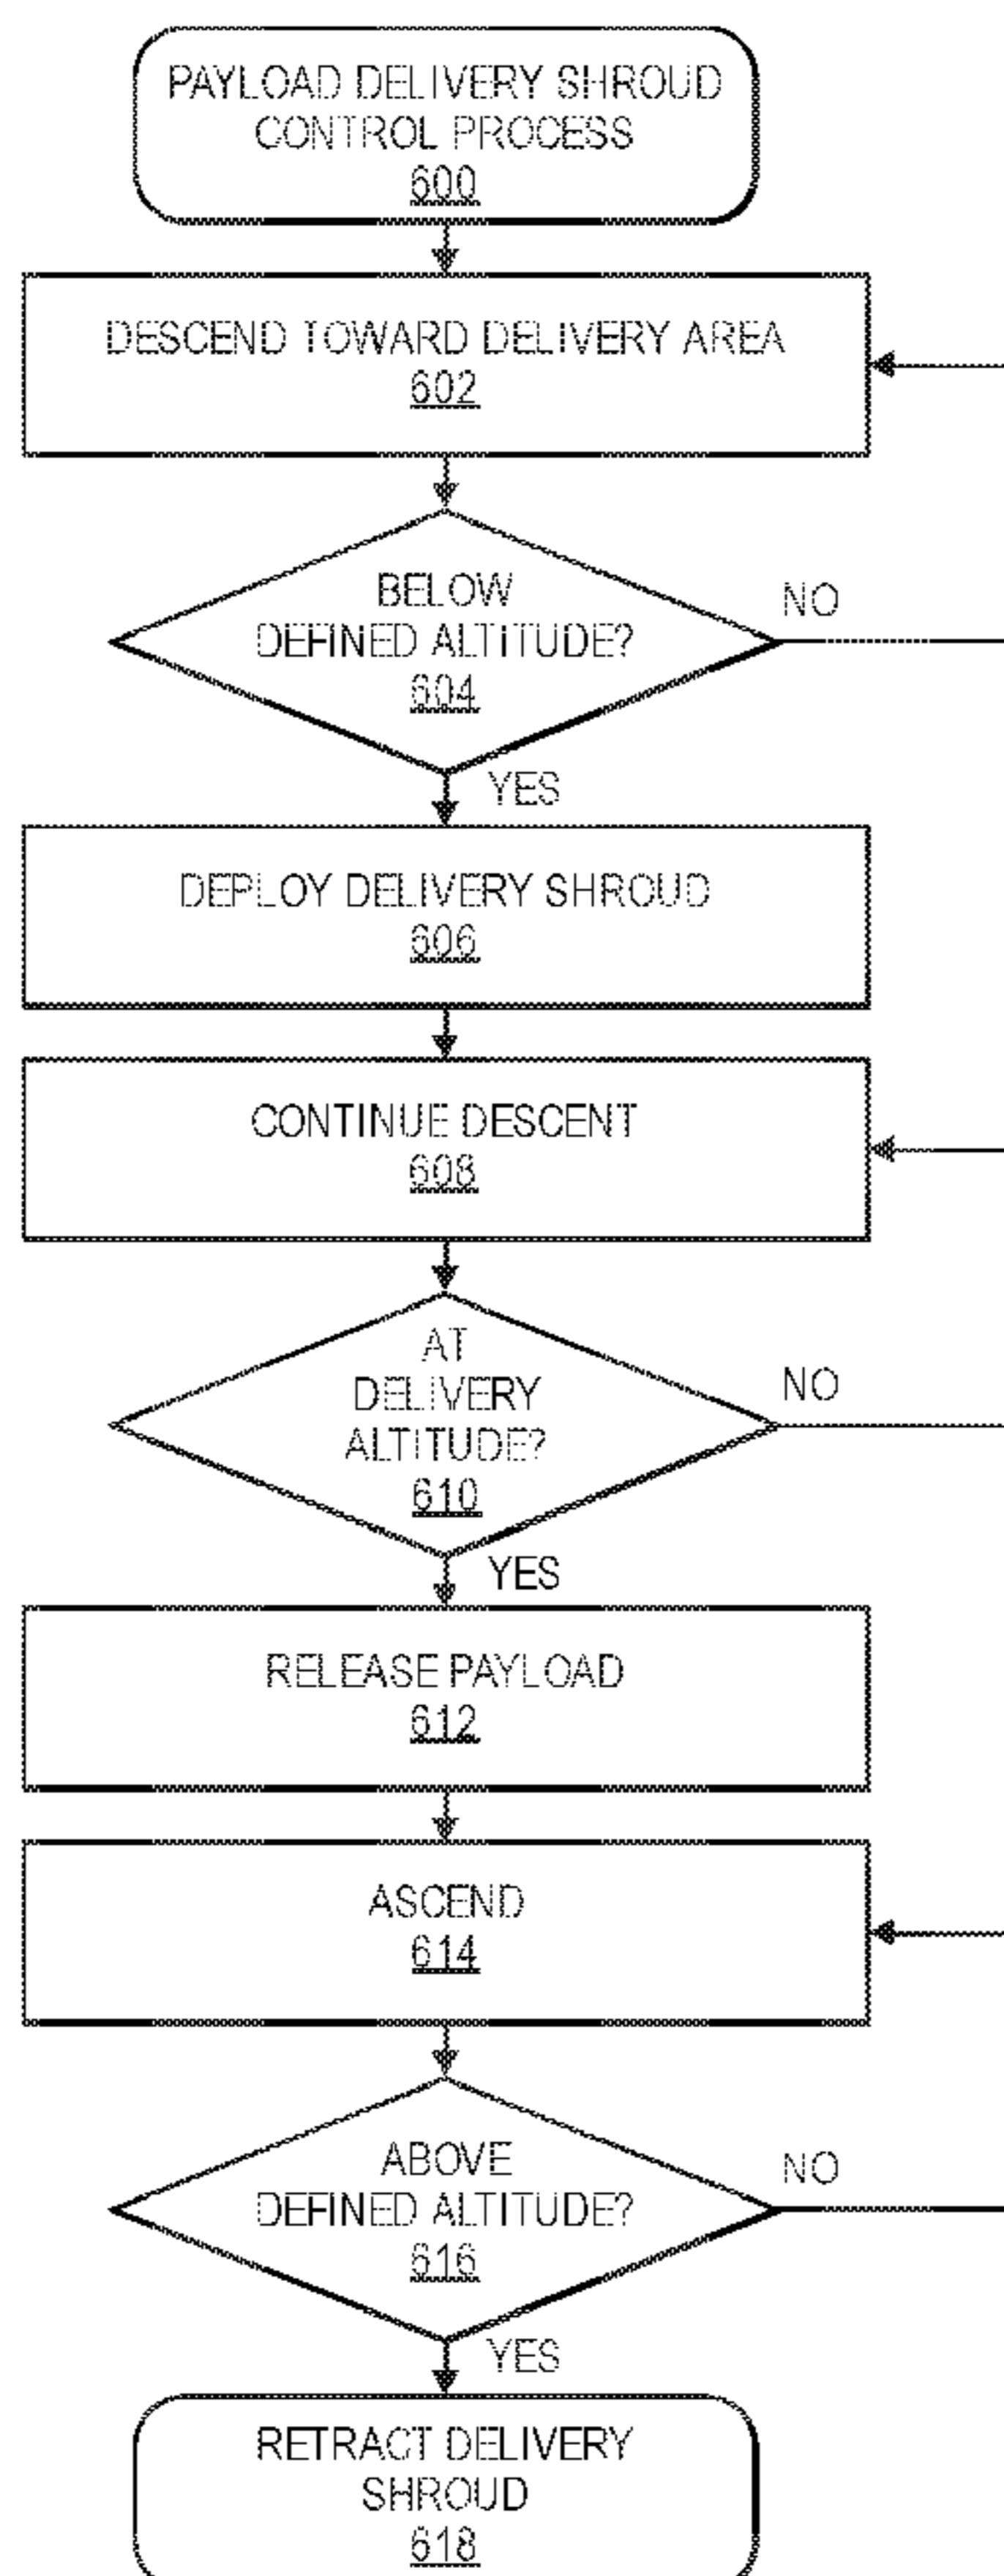 PAYLOAD DELIVERY SHROUD
CONTROL PROCESS
600
DESCEND TOWARD DELIVERY AREA
602
BELOW
DEFINED ALTITUDE?
604
NO
YES
DEPLOY DELIVERY SHROUD
606
CONTINUE DESCENT
608
AT
DELIVERY
ALTITUDE?
610
NO
YES
RELEASE PAYLOAD
612
ASCEND
614
ABOVE
DEFINED ALTITUDE?
616
NO
YES
RETRACT DELIVERY
SHROUD
618